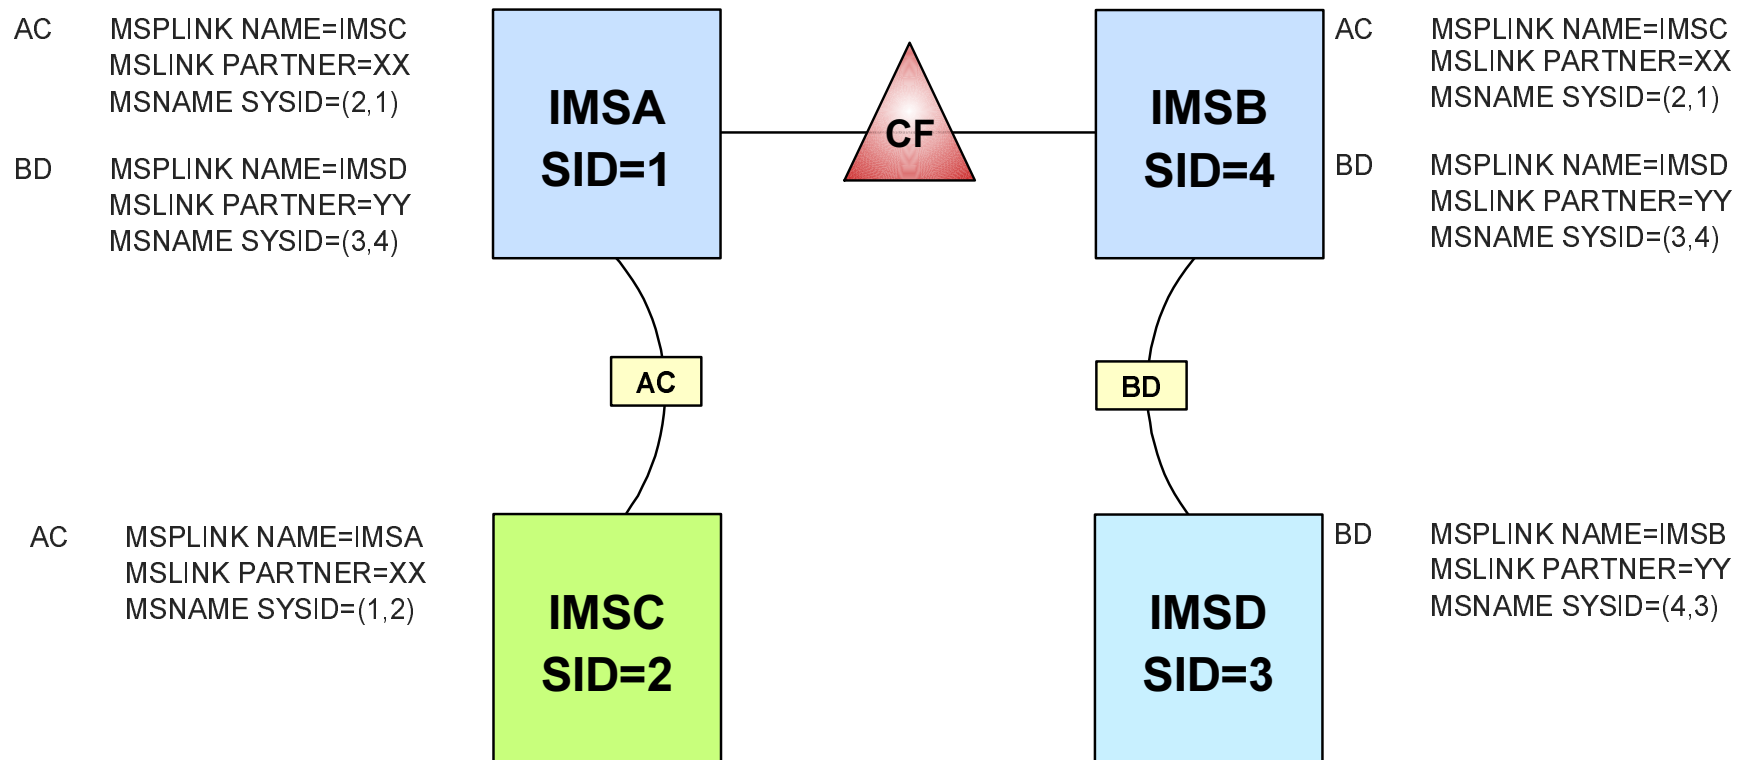 AC MSPLINK NAME=IMSC
MSLINK PARTNER=XX
MSNAME SYSID=(2,1)
BD MSPLINK NAME=IMSD
MSLINK PARTNER=YY
MSNAME SYSID=(3,4)
IMSA
SID=1
CF
IMSB
SID=4
AC MSPLINK NAME=IMSC
MSLINK PARTNER=XX
MSNAME SYSID=(2,1)
BD MSPLINK NAME=IMSD
MSLINK PARTNER=YY
MSNAME SYSID=(3,4)
AC
BD
AC MSPLINK NAME=IMSA
MSLINK PARTNER=XX
MSNAME SYSID=(1,2)
IMSC
SID=2
IMSD
SID=3
BD MSPLINK NAME=IMSB
MSLINK PARTNER=YY
MSNAME SYSID=(4,3)